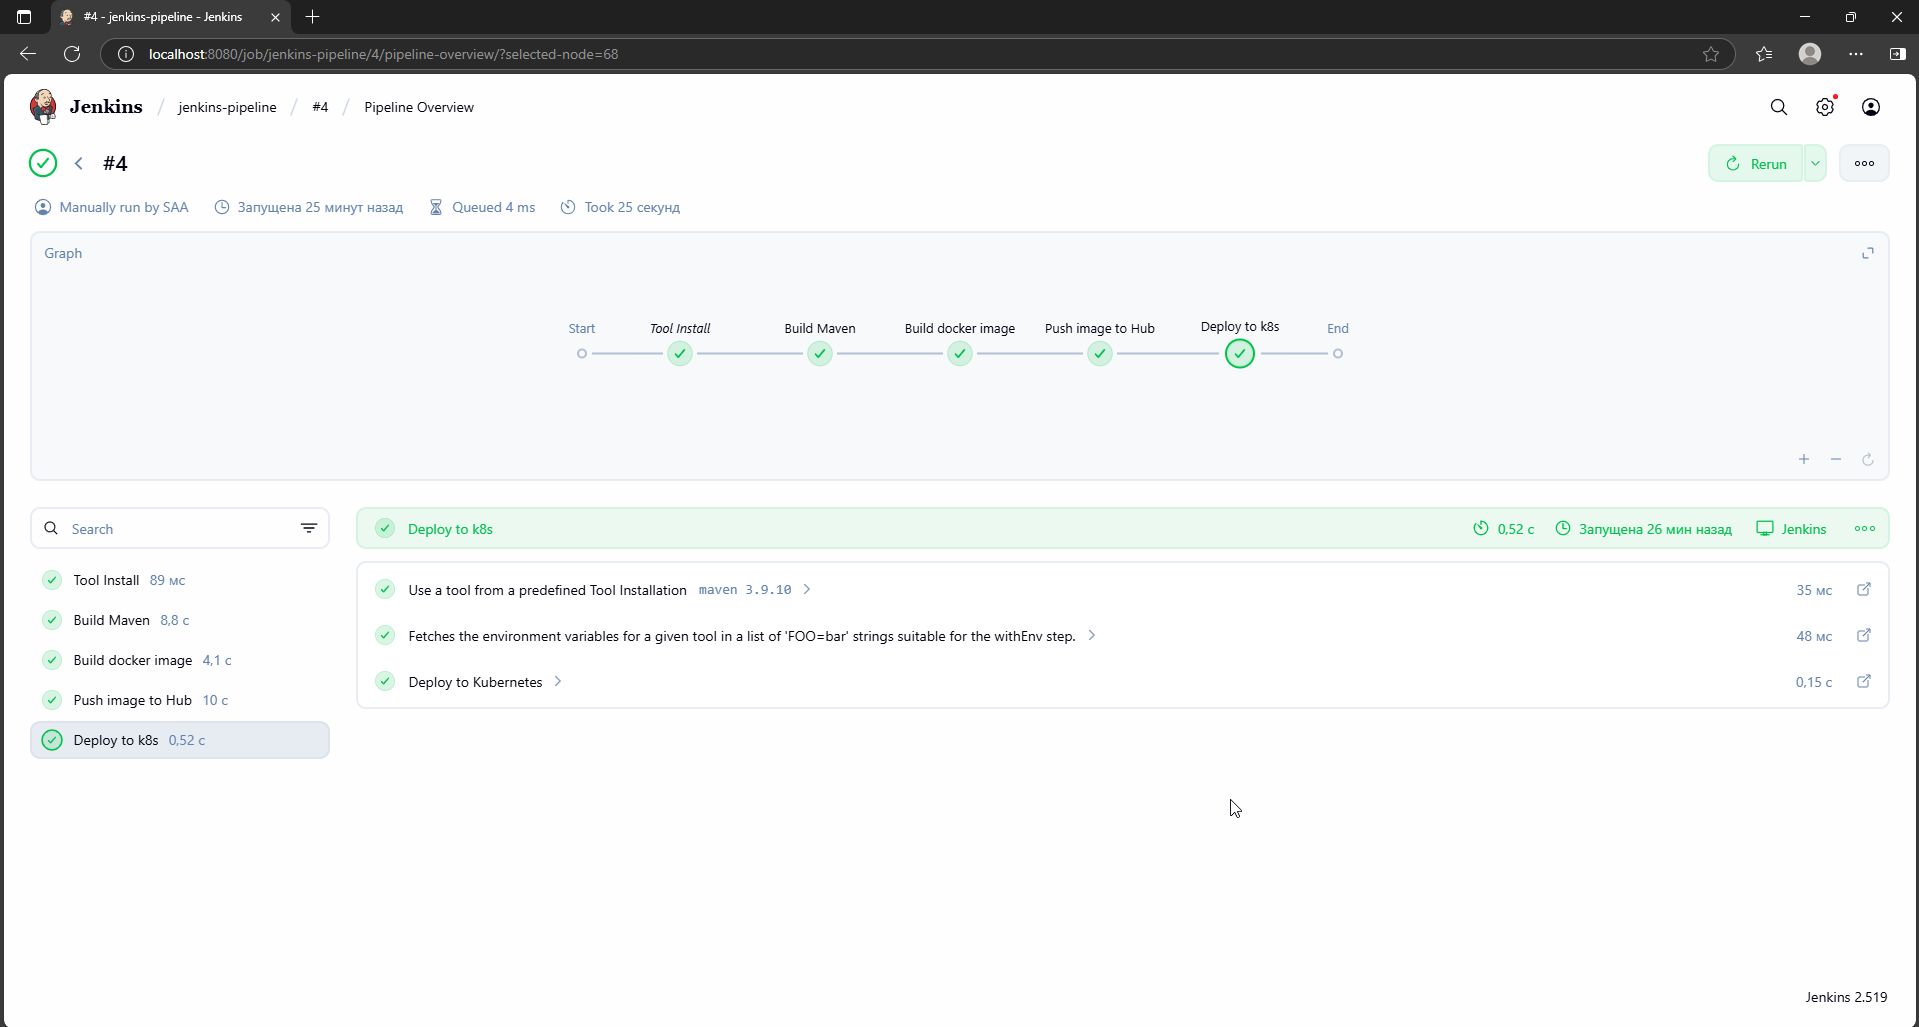 #4 - jenkins-pipeline - Jenkins
localhost:8080/job/jenkins-pipeline/4/pipeline-overview/?selected-node=68
Jenkins / jenkins-pipeline / #4 / Pipeline Overview
#4
Rerun
Manually run by SAA
Запущена 25 минут назад
Queued 4 ms
Took 25 секунд
Graph
Start
Tool Install
Build Maven
Build docker image
Push image to Hub
Deploy to k8s
End
Search
Tool Install 89 мс
Build Maven 8,8 с
Build docker image 4,1 с
Push image to Hub 10 с
Deploy to k8s 0,52 с
Deploy to k8s
0,52 с
Запущена 26 мин назад
Jenkins
Use a tool from a predefined Tool Installation maven 3.9.10
35 мс
Fetches the environment variables for a given tool in a list of 'FOO=bar' strings suitable for the withEnv step.
48 мс
Deploy to Kubernetes
0,15 с
Jenkins 2.519